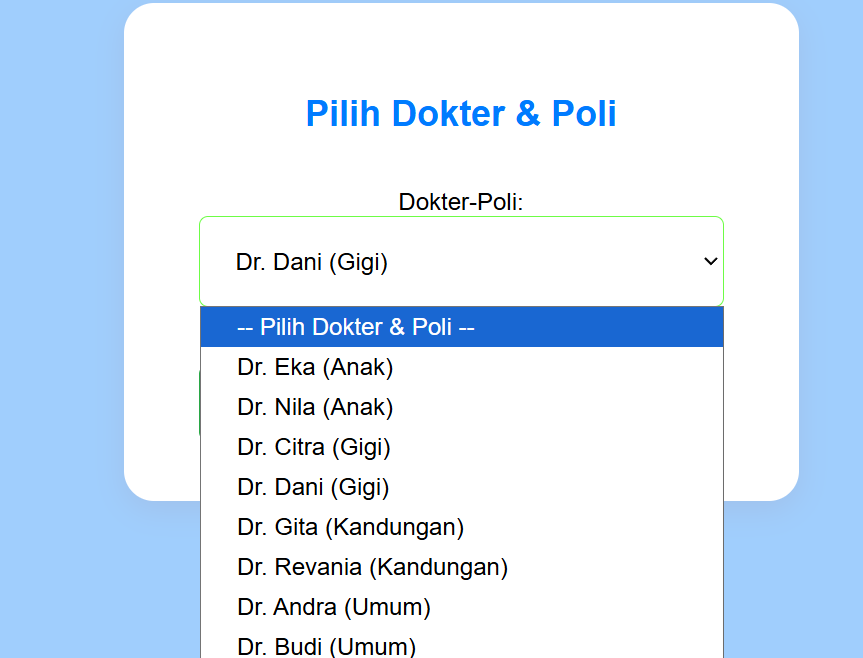 Pilih Dokter & Poli
Dokter-Poli:
Dr. Dani (Gigi)
-- Pilih Dokter & Poli --
Dr. Eka (Anak)
Dr. Nila (Anak)
Dr. Citra (Gigi)
Dr. Dani (Gigi)
Dr. Gita (Kandungan)
Dr. Revania (Kandungan)
Dr. Andra (Umum)
Dr. Budi (Umum)